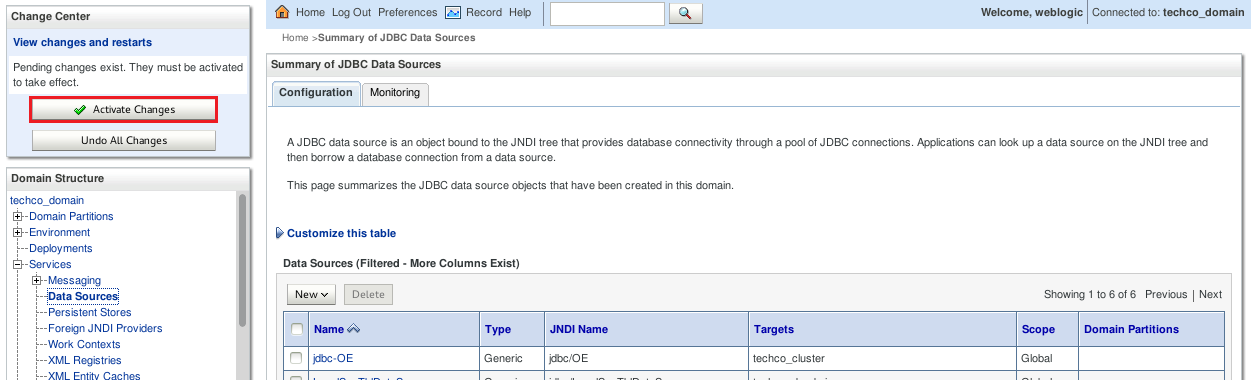 Change Center
View changes and restarts
Pending changes exist. They must be activated
to take effect.
Activate Changes
Undo All Changes
Domain Structure
techco_domain
Domain Partitions
Environment
Deployments
Services
Messaging
Data Sources
Persistent Stores
Foreign JNDI Providers
Work Contexts
XML Registries
XML Entity Caches
Home Log Out Preferences Record Help
Welcome, weblogic Connected to: techco_domain
Home >Summary of JDBC Data Sources
Summary of JDBC Data Sources
Configuration Monitoring
A JDBC data source is an object bound to the JNDI tree that provides database connectivity through a pool of JDBC connections. Applications can look up a data source on the JNDI tree and
then borrow a database connection from a data source.
This page summarizes the JDBC data source objects that have been created in this domain.
Customize this table
Data Sources (Filtered - More Columns Exist)
New Delete Showing 1 to 6 of 6 Previous | Next
Name Type JNDI Name Targets Scope Domain Partitions
jdbc-OE Generic jdbc/OE techco_cluster Global